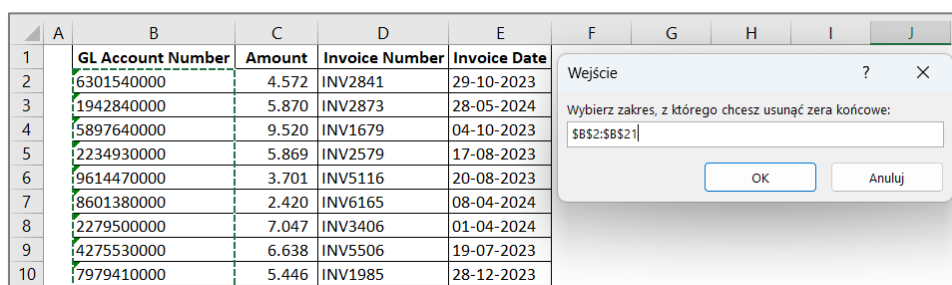 A B C D E F G H I J
1 GL Account Number Amount Invoice Number Invoice Date
2 6301540000 4.572 INV2841 29-10-2023
3 1942840000 5.870 INV2873 28-05-2024
4 5897640000 9.520 INV1679 04-10-2023
5 2234930000 5.869 INV2579 17-08-2023
6 9614470000 3.701 INV5116 20-08-2023
7 8601380000 2.420 INV6165 08-04-2024
8 2279500000 7.047 INV3406 01-04-2024
9 4275530000 6.638 INV5506 19-07-2023
10 7979410000 5.446 INV1985 28-12-2023
Wejście ? ×
Wybierz zakres, z którego chcesz usunąć zera końcowe:
$B$2:$B$21
OK Anuluj